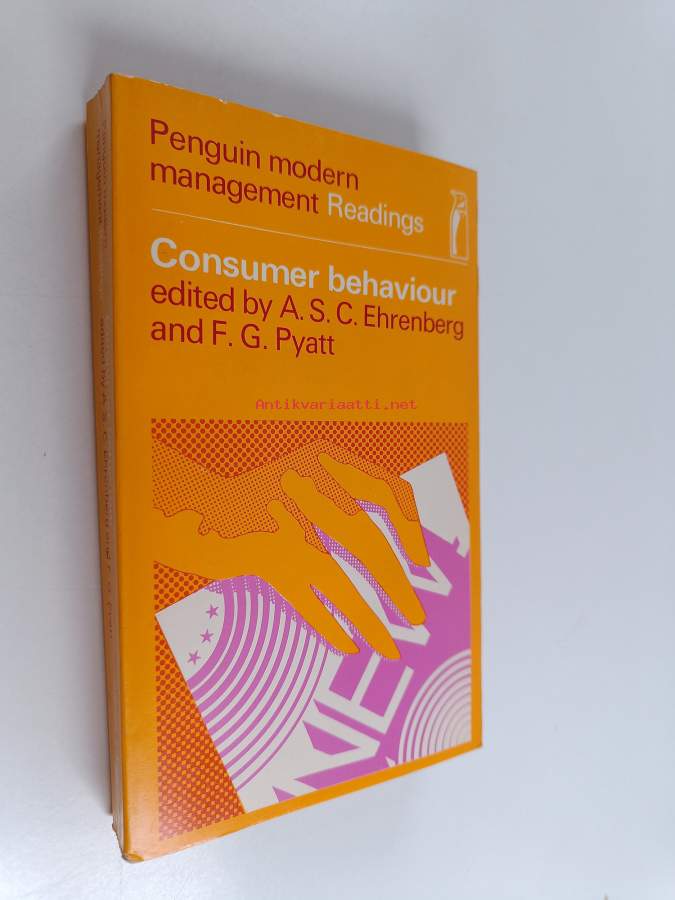 Penguin modern
management Readings
Consumer behaviour
edited by A. S. C. Ehrenberg
and F. G. Pyatt
Antikvariaatti.net
NEW